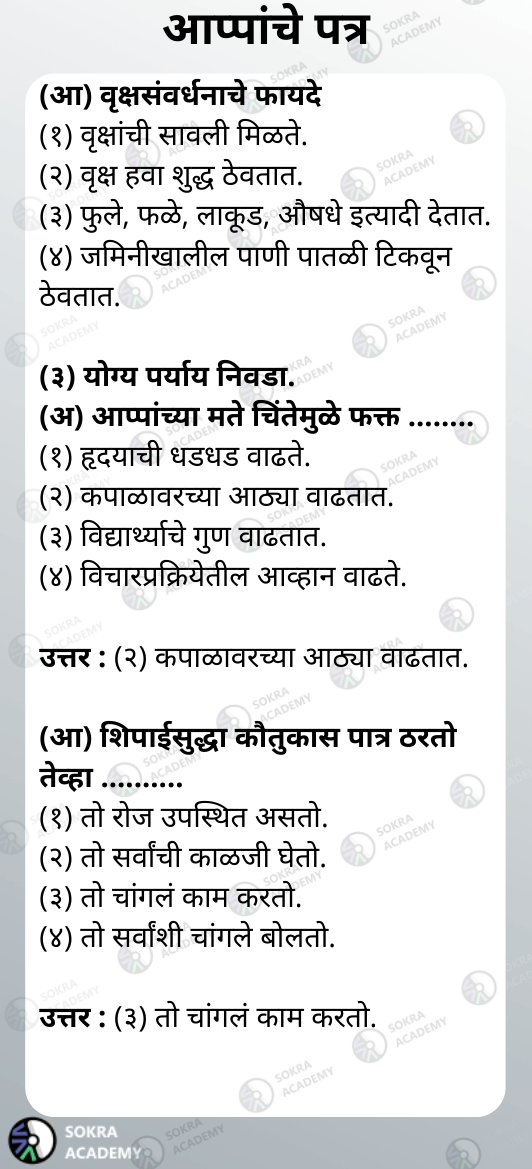 आप्पांचे पत्र
(आ) वृक्षसंवर्धनाचे फायदे
(१) वृक्षांची सावली मिळते.
(२) वृक्ष हवा शुद्ध ठेवतात.
(३) फुले, फळे, लाकूड, औषधे इत्यादी देतात.
(४) जमिनीखालील पाणी पातळी टिकवून
ठेवतात.
(३) योग्य पर्याय निवडा.
(अ) आप्पांच्या मते चिंतेमुळे फक्त ........
(१) हृदयाची धडधड वाढते.
(२) कपाळावरच्या आठ्या वाढतात.
(३) विद्यार्थ्याचे गुण वाढतात.
(४) विचारप्रक्रियेतील आव्हान वाढते.
उत्तर : (२) कपाळावरच्या आठ्या वाढतात.
(आ) शिपाईसुद्धा कौतुकास पात्र ठरतो
तेव्हा ..........
(१) तो रोज उपस्थित असतो.
(२) तो सर्वांची काळजी घेतो.
(३) तो चांगलं काम करतो.
(४) तो सर्वांशी चांगले बोलतो.
उत्तर : (३) तो चांगलं काम करतो.
SOKRA
ACADEMY